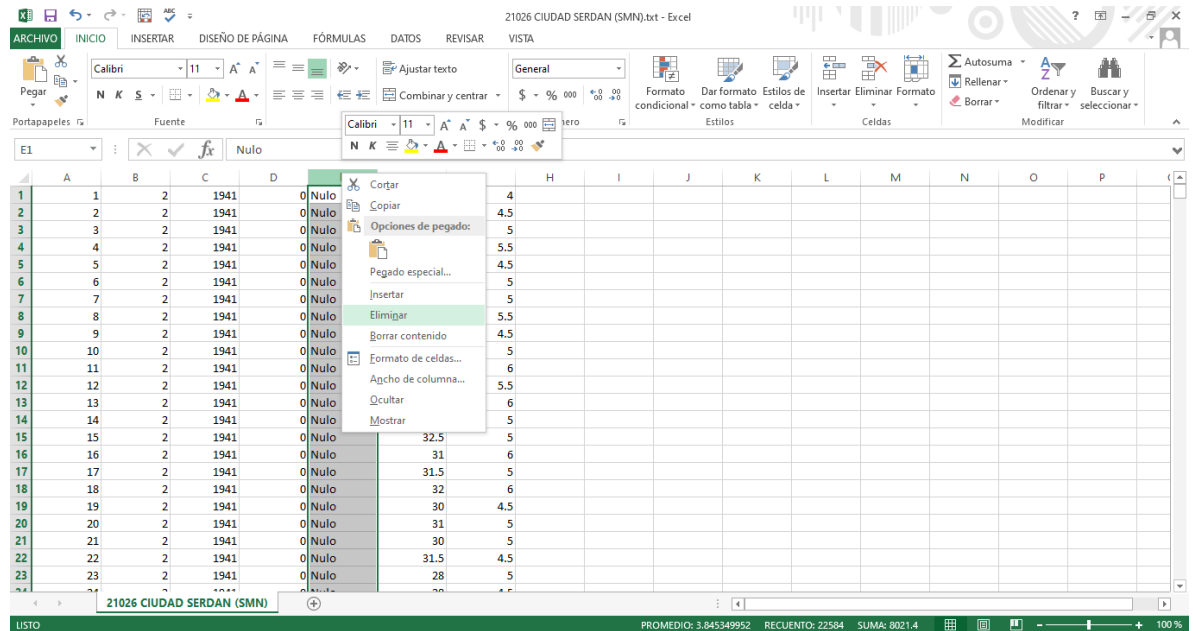 21026 CIUDAD SERDAN (SMN).txt - Excel
ARCHIVO INICIO INSERTAR DISEÑO DE PÁGINA FÓRMULAS DATOS REVISAR VISTA
Pegar
Calibri 11
N K S
Ajustar texto
Combinar y centrar
General
$ % 000
Formato condicional
Dar formato como tabla
Estilos de celda
Insertar Eliminar Formato
Autosuma
Rellenar
Borrar
Ordenar y filtrar
Buscar y seleccionar
Portapapeles Fuente mero Estilos Celdas Modificar
Calibri 11 A A $ % 000
N K A
E1 fx Nulo
A B C D H I J K L M N O P
1 1 2 1941 0 Nulo 4
2 2 2 1941 0 Nulo 4.5
3 3 2 1941 0 Nulo 5
4 4 2 1941 0 Nulo 5.5
5 5 2 1941 0 Nulo 4.5
6 6 2 1941 0 Nulo 5
7 7 2 1941 0 Nulo 5
8 8 2 1941 0 Nulo 5.5
9 9 2 1941 0 Nulo 4.5
10 10 2 1941 0 Nulo 5
11 11 2 1941 0 Nulo 6
12 12 2 1941 0 Nulo 5.5
13 13 2 1941 0 Nulo 6
14 14 2 1941 0 Nulo 5
15 15 2 1941 0 Nulo 32.5 5
16 16 2 1941 0 Nulo 31 6
17 17 2 1941 0 Nulo 31.5 5
18 18 2 1941 0 Nulo 32 6
19 19 2 1941 0 Nulo 30 4.5
20 20 2 1941 0 Nulo 31 5
21 21 2 1941 0 Nulo 30 5
22 22 2 1941 0 Nulo 31.5 4.5
23 23 2 1941 0 Nulo 28 5
Cortar
Copiar
Opciones de pegado:
Pegado especial...
Insertar
Eliminar
Borrar contenido
Formato de celdas...
Ancho de columna...
Ocultar
Mostrar
21026 CIUDAD SERDAN (SMN)
LISTO PROMEDIO: 3.845349952 RECUENTO: 22584 SUMA: 8021.4 100 %